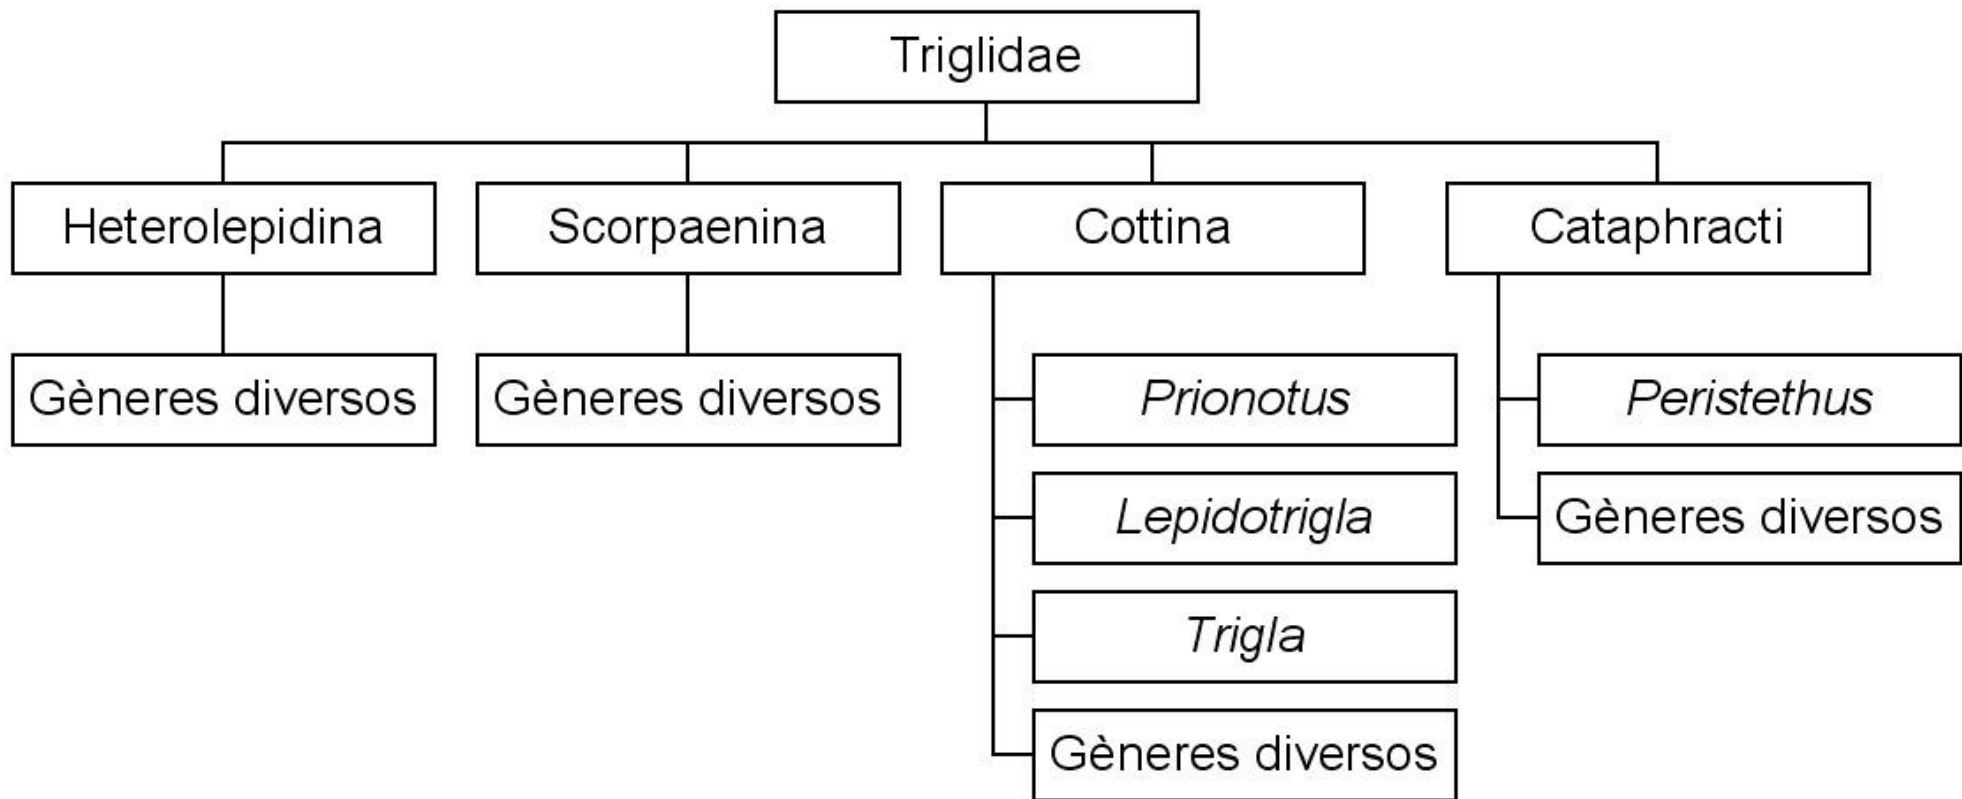 Triglidae
Heterolepidina
Scorpaenina
Cottina
Cataphracti
Gèneres diversos
Gèneres diversos
Prionotus
Peristethus
Lepidotrigla
Gèneres diversos
Trigla
Gèneres diversos